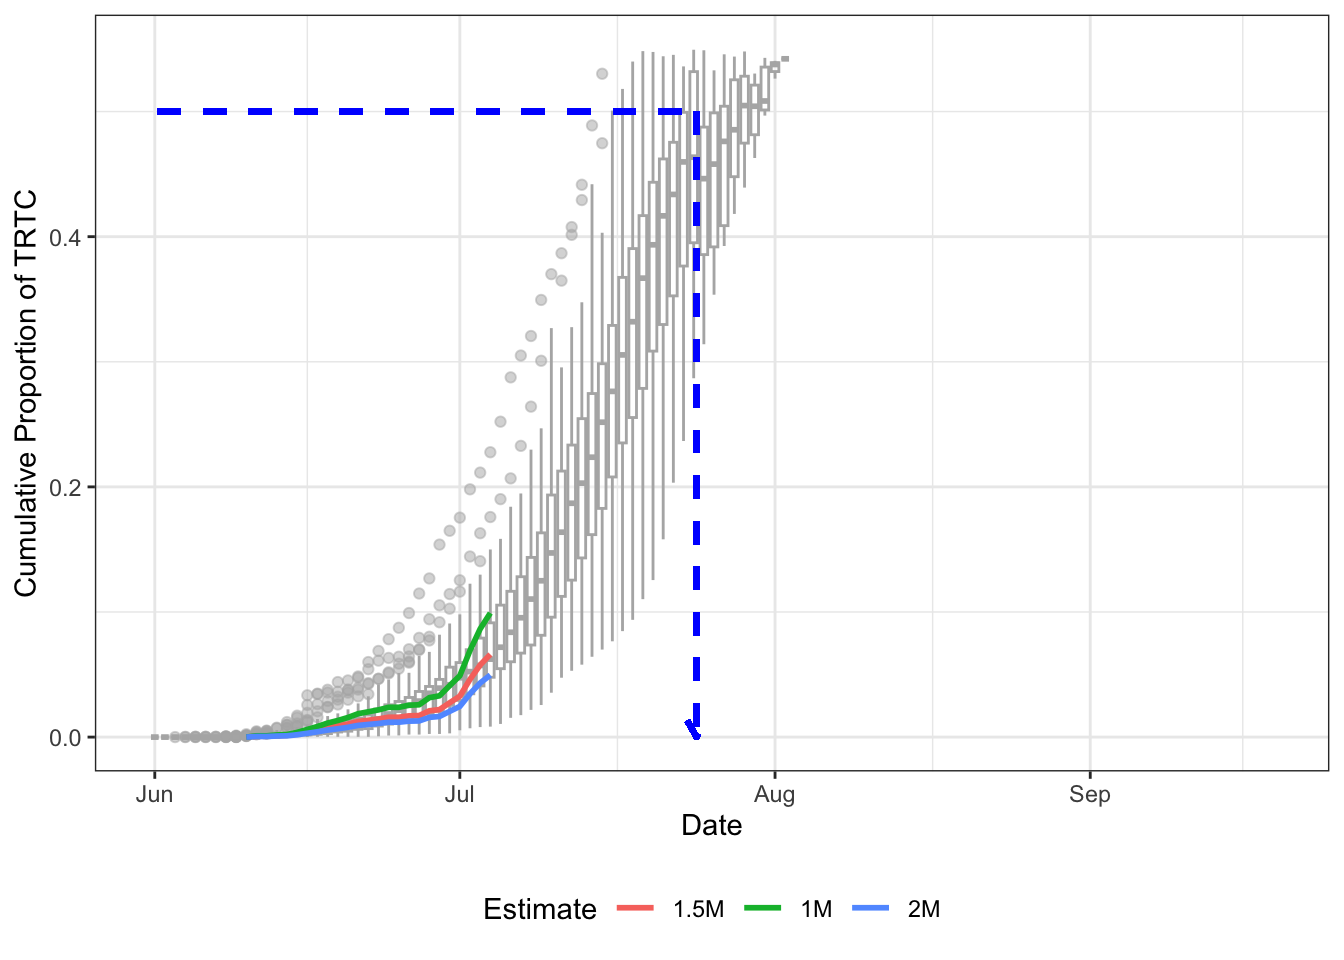 Cumulative Proportion of TRTC
0.4
0.2
0.0
Jun Jul Aug Sep
Date
Estimate 1.5M 1M 2M